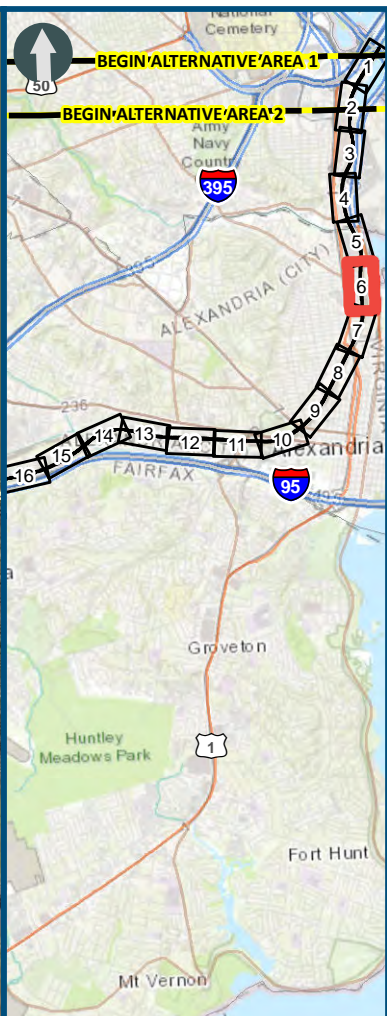 National
Cemetery
BEGIN ALTERNATIVE AREA 1
1
50
BEGIN ALTERNATIVE AREA 2
2
Army
Navy
Country
3
395
4
5
395
ALEXANDRIA (CITY)
6
VIRGINIA
7
8
236
9
14
13
12
11
10
Alexandria
15
16
FAIRFAX
95
495
Groveton
1
Huntley
Meadows Park
Fort Hunt
Mt Vernon